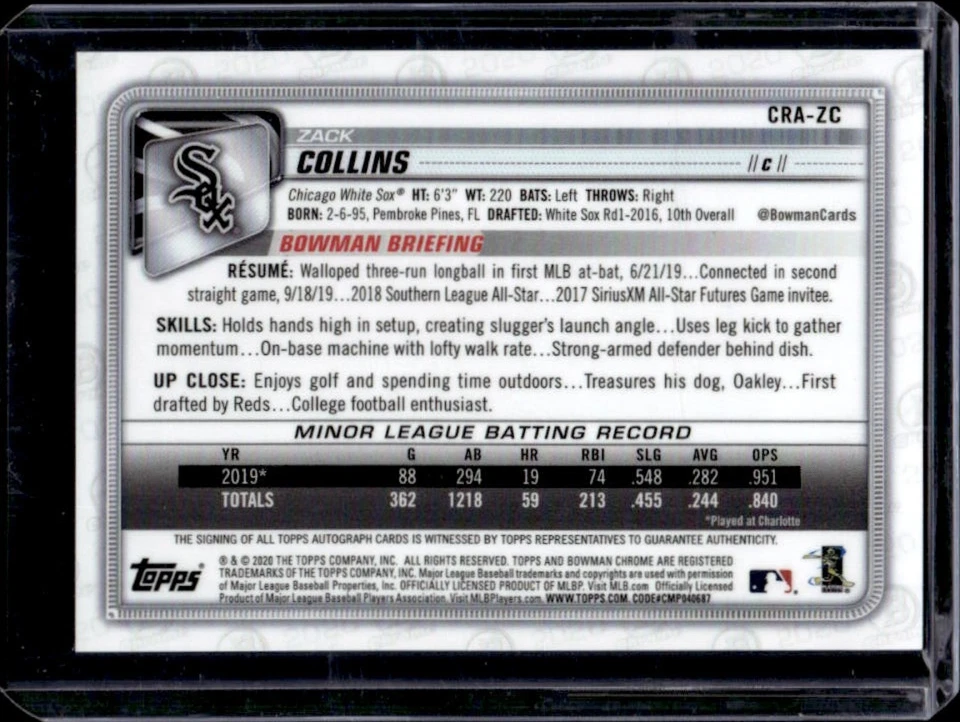 CRA-ZC
ZACK
COLLINS
// C //
Sox
Chicago White Sox® HT: 6'3" WT: 220 BATS: Left THROWS: Right
BORN: 2-6-95, Pembroke Pines, FL DRAFTED: White Sox Rd1-2016, 10th Overall @BowmanCards
BOWMAN BRIEFING
RÉSUMÉ: Walloped three-run longball in first MLB at-bat, 6/21/19...Connected in second
straight game, 9/18/19...2018 Southern League All-Star...2017 SiriusXM All-Star Futures Game invitee.
SKILLS: Holds hands high in setup, creating slugger's launch angle...Uses leg kick to gather
momentum...On-base machine with lofty walk rate...Strong-armed defender behind dish.
UP CLOSE: Enjoys golf and spending time outdoors...Treasures his dog, Oakley...First
drafted by Reds...College football enthusiast.
MINOR LEAGUE BATTING RECORD
YR G AB HR RBI SLG AVG OPS
2019* 88 294 19 74 .548 .282 .951
TOTALS 362 1218 59 213 .455 .244 .840
*Played at Charlotte
THE SIGNING OF ALL TOPPS AUTOGRAPH CARDS IS WITNESSED BY TOPPS REPRESENTATIVES TO GUARANTEE AUTHENTICITY.
Topps
® & © 2020 THE TOPPS COMPANY, INC. ALL RIGHTS RESERVED. TOPPS AND BOWMAN CHROME ARE REGISTERED
TRADEMARKS OF THE TOPPS COMPANY, INC. Major League Baseball trademarks and copyrights are used with permission
of Major League Baseball Properties, Inc. OFFICIALLY LICENSED PRODUCT OF MLBP. Visit MLB.com Officially Licensed
Product of Major League Baseball Players Association. Visit MLBPlayers.com. WWW.TOPPS.COM. CODE#CMP040687